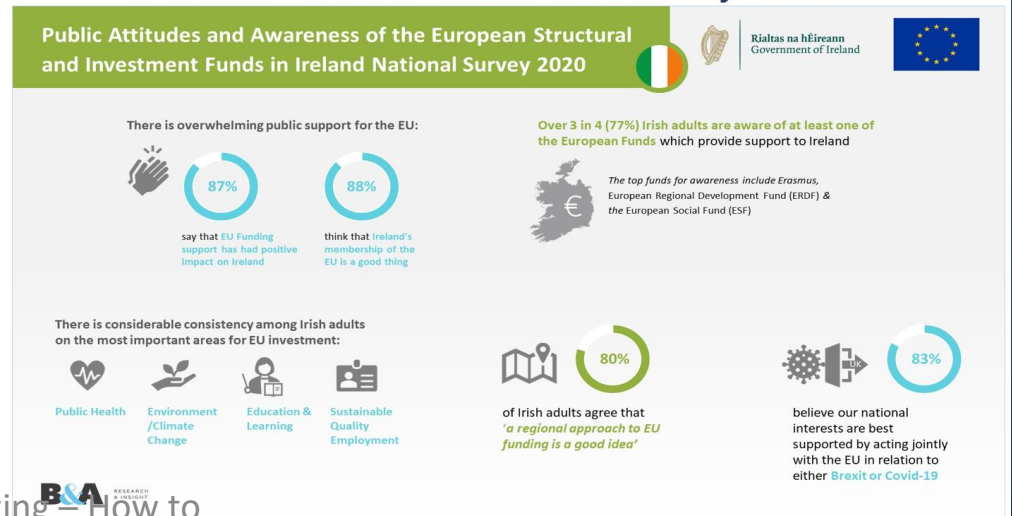 Public Attitudes and Awareness of the European Structural
and Investment Funds in Ireland National Survey 2020
Rialtas na hÉireann
Government of Ireland
There is overwhelming public support for the EU:
87%
say that EU Funding
support has had positive
impact on Ireland
88%
think that Ireland's
membership of the
EU is a good thing
Over 3 in 4 (77%) Irish adults are aware of at least one of
the European Funds which provide support to Ireland
€
The top funds for awareness include Erasmus,
European Regional Development Fund (ERDF) &
the European Social Fund (ESF)
There is considerable consistency among Irish adults
on the most important areas for EU investment:
Public Health
Environment
/Climate
Change
Education &
Learning
Sustainable
Quality
Employment
80%
of Irish adults agree that
'a regional approach to EU
funding is a good idea'
UK
83%
believe our national
interests are best
supported by acting jointly
with the EU in relation to
either Brexit or Covid-19
B&A RESEARCH
& INSIGHT
How to